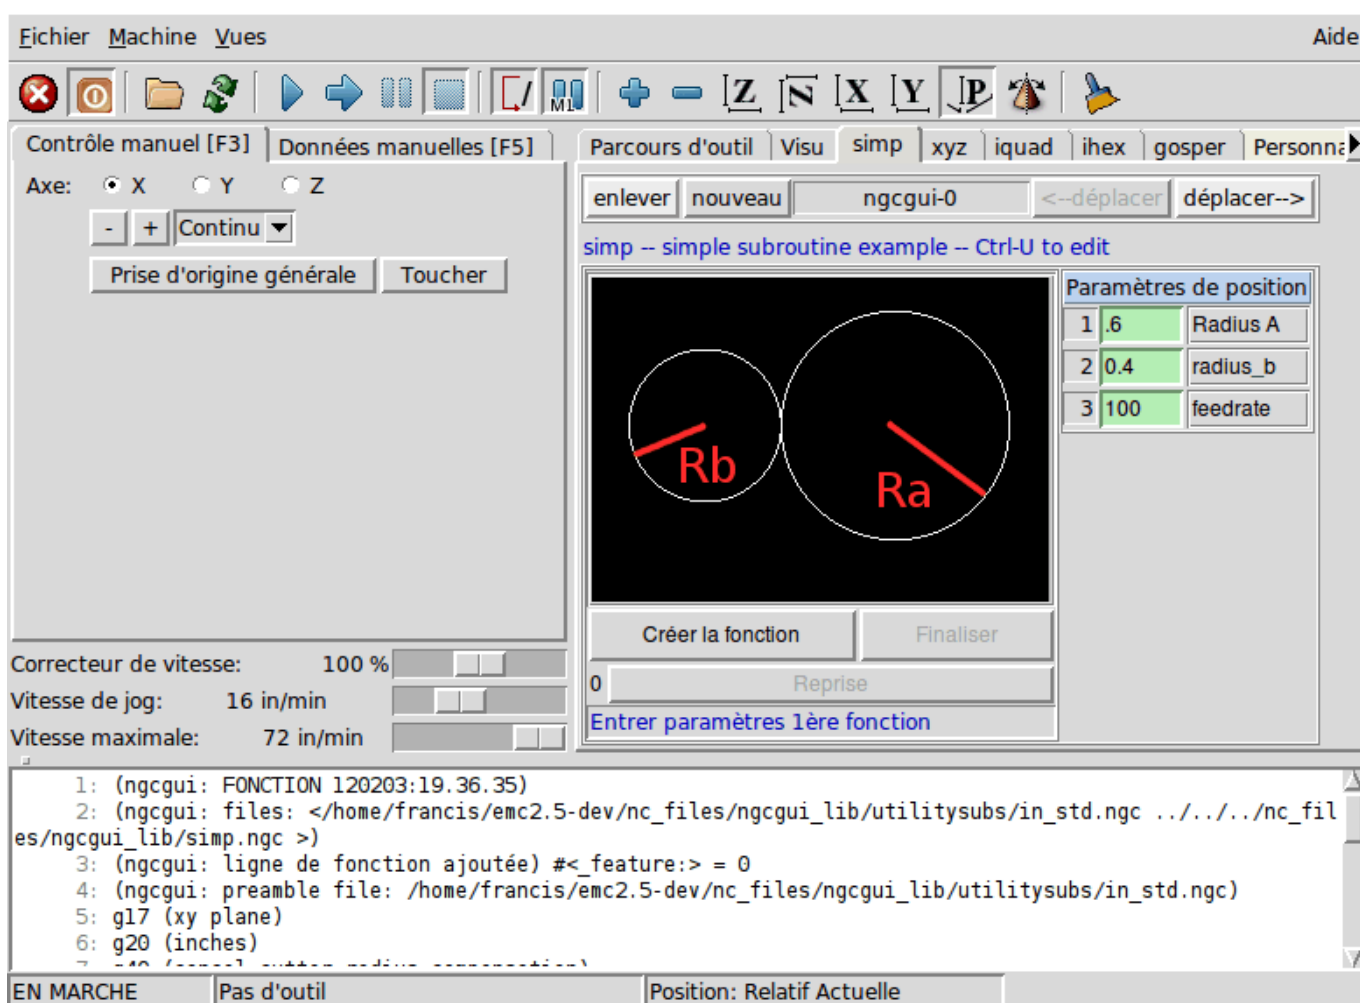 Fichier Machine Vues Aide
M1 Z N X Y P
Contrôle manuel [F3] Données manuelles [F5]
Axe: X Y Z
- + Continu
Prise d'origine générale Toucher
Parcours d'outil Visu simp xyz iquad ihex gosper Personna
enlever nouveau ngcgui-0 <--déplacer déplacer-->
simp -- simple subroutine example -- Ctrl-U to edit
Rb
Ra
Paramètres de position
1 .6 Radius A
2 0.4 radius_b
3 100 feedrate
Créer la fonction Finaliser
0 Reprise
Entrer paramètres 1ère fonction
Correcteur de vitesse: 100 %
Vitesse de jog: 16 in/min
Vitesse maximale: 72 in/min
1: (ngcgui: FONCTION 120203:19.36.35)
2: (ngcgui: files: </home/francis/emc2.5-dev/nc_files/ngcgui_lib/utilitysubs/in_std.ngc ../../../nc_fil
es/ngcgui_lib/simp.ngc >)
3: (ngcgui: ligne de fonction ajoutée) #<_feature:> = 0
4: (ngcgui: preamble file: /home/francis/emc2.5-dev/nc_files/ngcgui_lib/utilitysubs/in_std.ngc)
5: g17 (xy plane)
6: g20 (inches)
EN MARCHE Pas d'outil Position: Relatif Actuelle